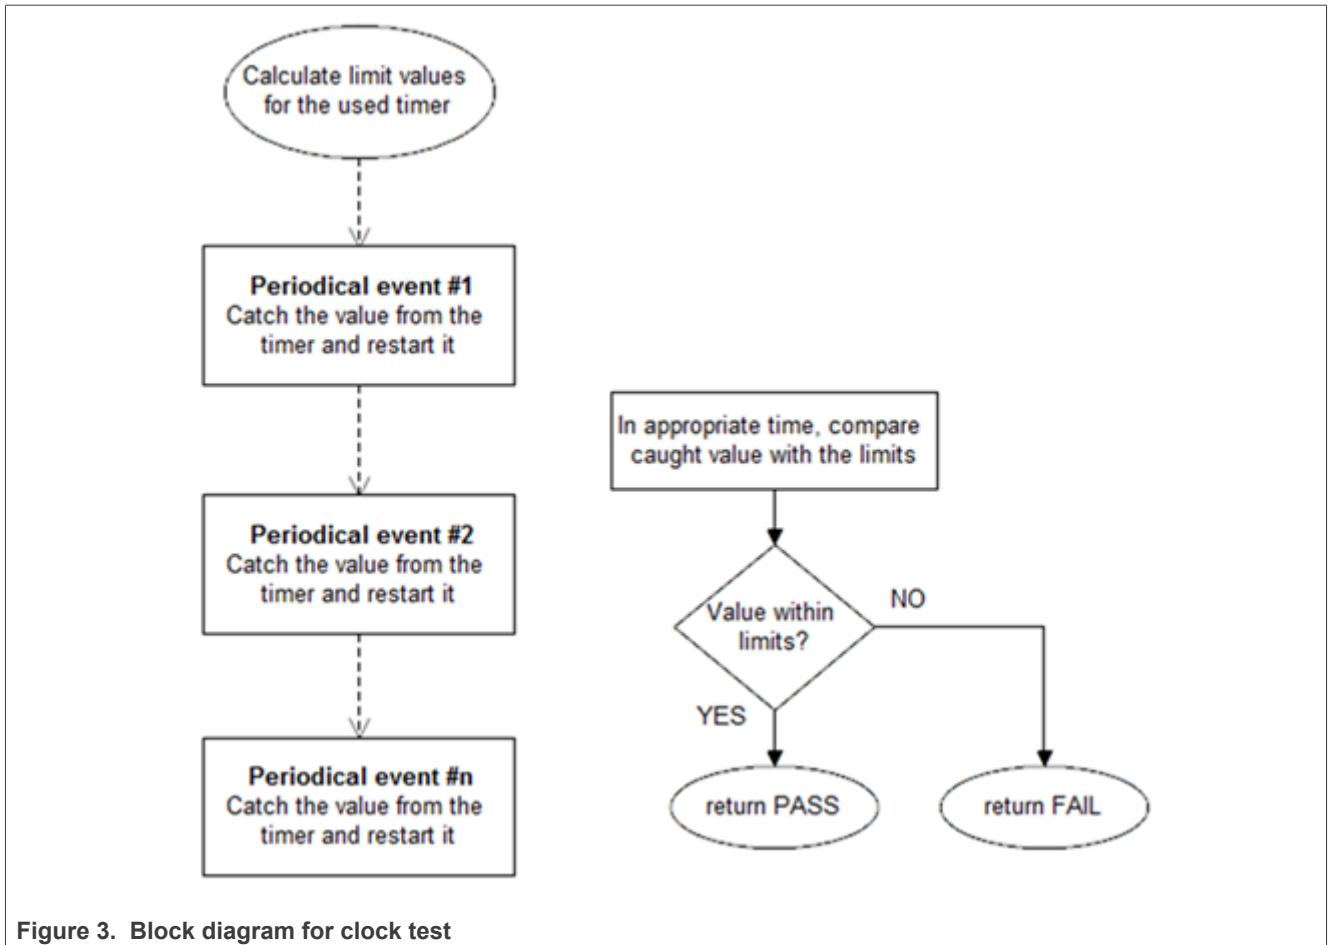 Calculate limit values
for the used timer
Periodical event #1
Catch the value from the
timer and restart it
Periodical event #2
Catch the value from the
timer and restart it
Periodical event #n
Catch the value from the
timer and restart it
In appropriate time, compare
caught value with the limits
Value within
limits?
NO
YES
return PASS
return FAIL
Figure 3. Block diagram for clock test